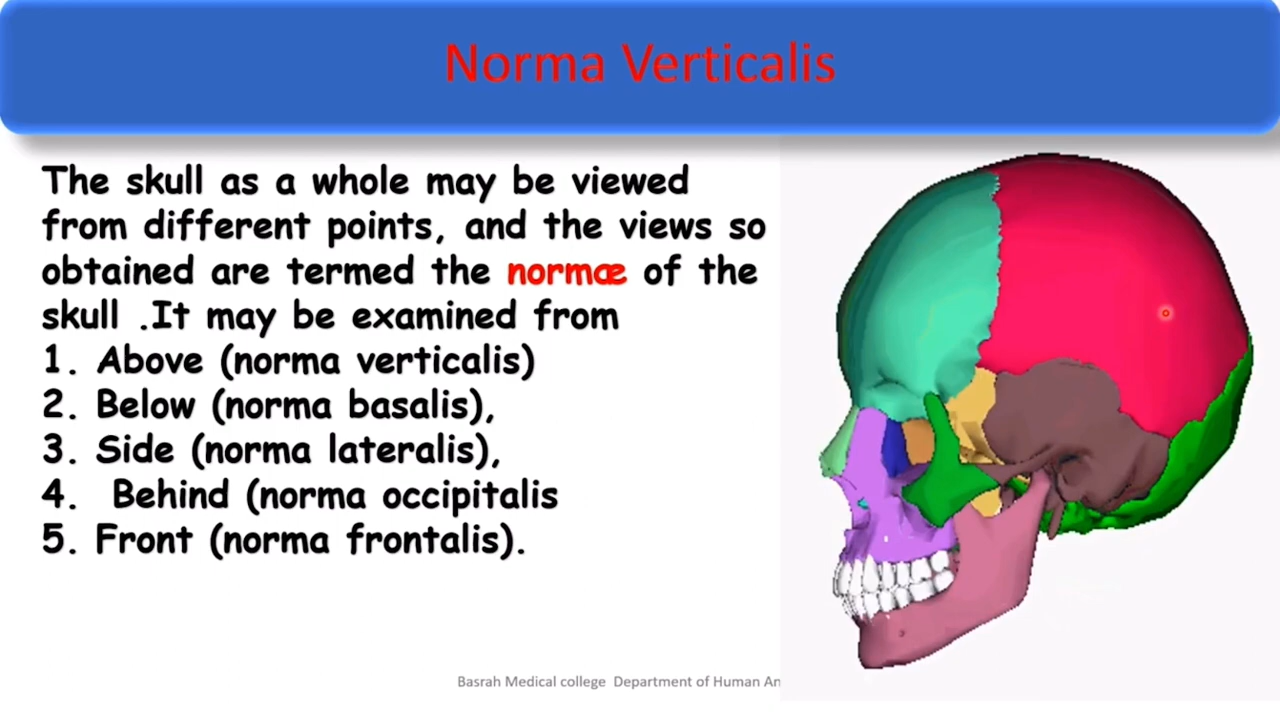 Norma Verticalis
The skull as a whole may be viewed
from different points, and the views so
obtained are termed the normæ of the
skull .It may be examined from
1. Above (norma verticalis)
2. Below (norma basalis),
3. Side (norma lateralis),
4. Behind (norma occipitalis
5. Front (norma frontalis).
Basrah Medical college Department of Human An